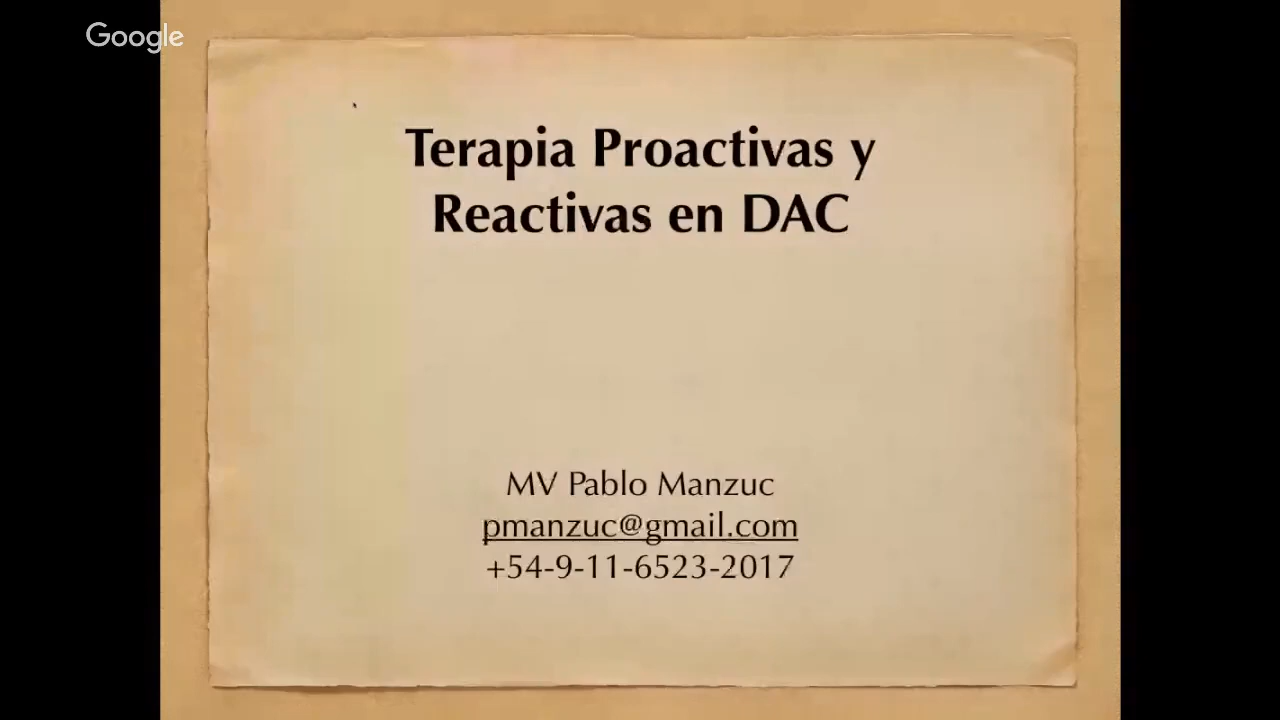 Google
Terapia Proactivas y
Reactivas en DAC
MV Pablo Manzuc
pmanzuc@gmail.com
+54-9-11-6523-2017